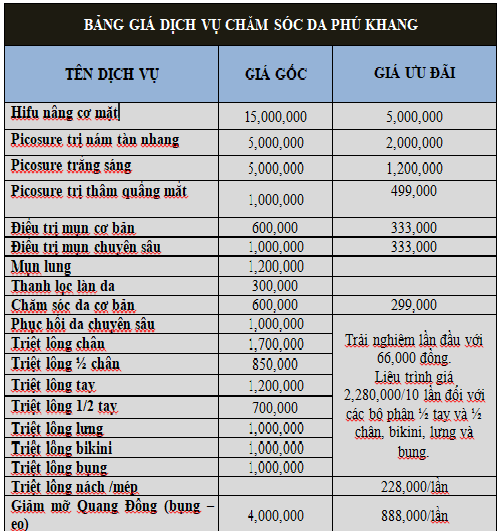 BẢNG GIÁ DỊCH VỤ CHĂM SÓC DA PHÚ KHANG
TÊN DỊCH VỤ GIÁ GỐC GIÁ ƯU ĐÃI
Hifu nâng cơ mặt 15,000,000 5,000,000
Picosure trị nám tàn nhang 5,000,000 2,000,000
Picosure trắng sáng 5,000,000 1,200,000
Picosure trị thâm quầng mắt 1,000,000 499,000
Điều trị mụn cơ bản 600,000 333,000
Điều trị mụn chuyên sâu 1,000,000 333,000
Mụn lưng 1,200,000
Thanh lọc làn da 300,000
Chăm sóc da cơ bản 600,000 299,000
Phục hồi da chuyên sâu 1,000,000
Triệt lông chân 1,700,000
Triệt lông ½ chân 850,000
Triệt lông tay 1,200,000
Triệt lông 1/2 tay 700,000
Triệt lông lưng 1,000,000
Triệt lông bikini 1,000,000
Triệt lông bụng 1,000,000
Trải nghiệm lần đầu với
66,000 đồng.
Liệu trình giá
2,280,000/10 lần đối với
các bộ phận ½ tay và ½
chân, bikini, lưng và
bụng.
Triệt lông nách /mép 228,000/lần
Giảm mỡ Quang Đông (bụng –
eo) 4,000,000 888,000/lần